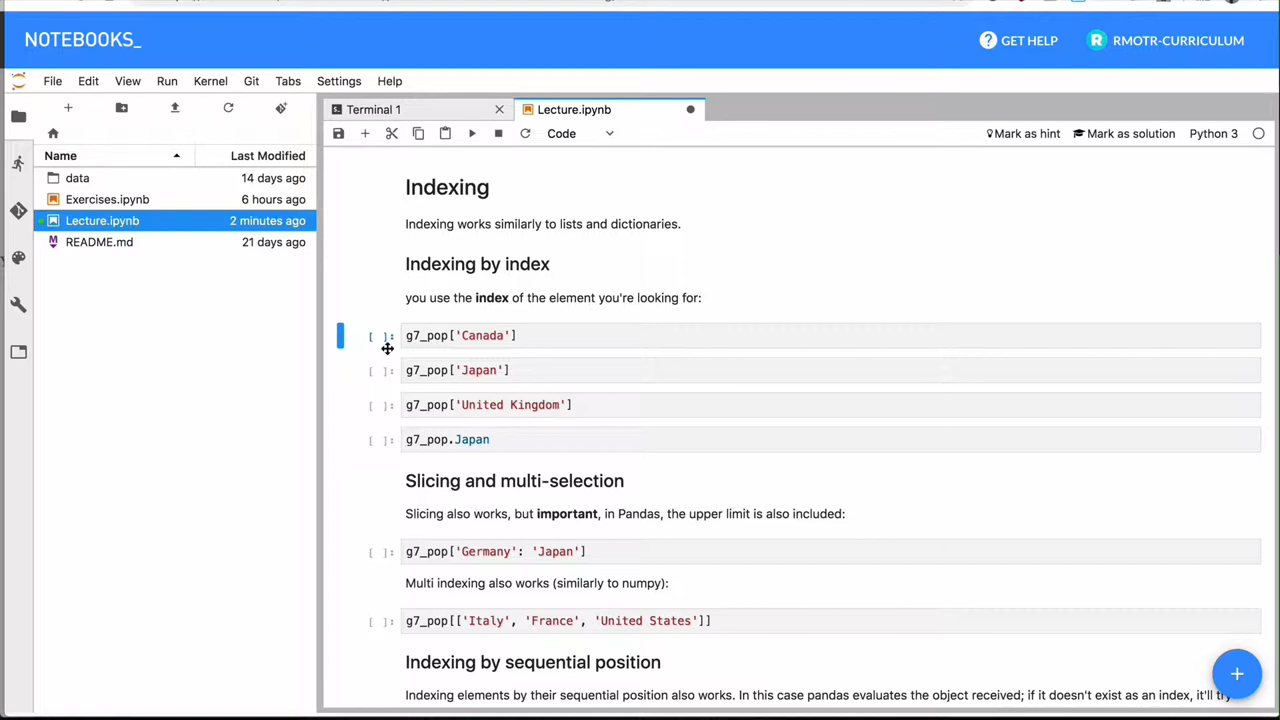 NOTEBOOKS_
GET HELP
R RMOTR-CURRICULUM
File Edit View Run Kernel Git Tabs Settings Help
Terminal 1
Lecture.ipynb
Code
Mark as hint
Mark as solution
Python 3
Name
Last Modified
data 14 days ago
Exercises.ipynb 6 hours ago
Lecture.ipynb 2 minutes ago
README.md 21 days ago
Indexing
Indexing works similarly to lists and dictionaries.
Indexing by index
you use the index of the element you're looking for:
[ ]: g7_pop['Canada']
[ ]: g7_pop['Japan']
[ ]: g7_pop['United Kingdom']
[ ]: g7_pop.Japan
Slicing and multi-selection
Slicing also works, but important, in Pandas, the upper limit is also included:
[ ]: g7_pop['Germany': 'Japan']
Multi indexing also works (similarly to numpy):
[ ]: g7_pop[['Italy', 'France', 'United States']]
Indexing by sequential position
Indexing elements by their sequential position also works. In this case pandas evaluates the object received; if it doesn't exist as an index, it'll try